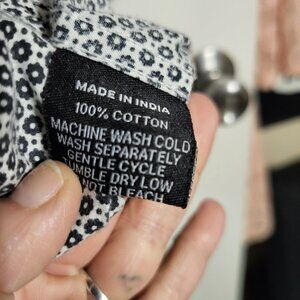 MADE IN INDIA
100% COTTON
MACHINE WASH COLD
WASH SEPARATELY
GENTLE CYCLE
TUMBLE DRY LOW
NOT BLEACH